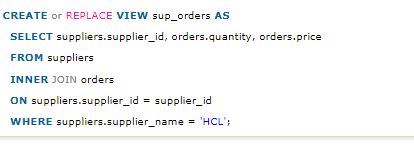 CREATE or REPLACE VIEW sup_orders AS
SELECT suppliers.supplier_id, orders.quantity, orders.price
FROM suppliers
INNER JOIN orders
ON suppliers.supplier_id = supplier_id
WHERE suppliers.supplier_name = 'HCL';